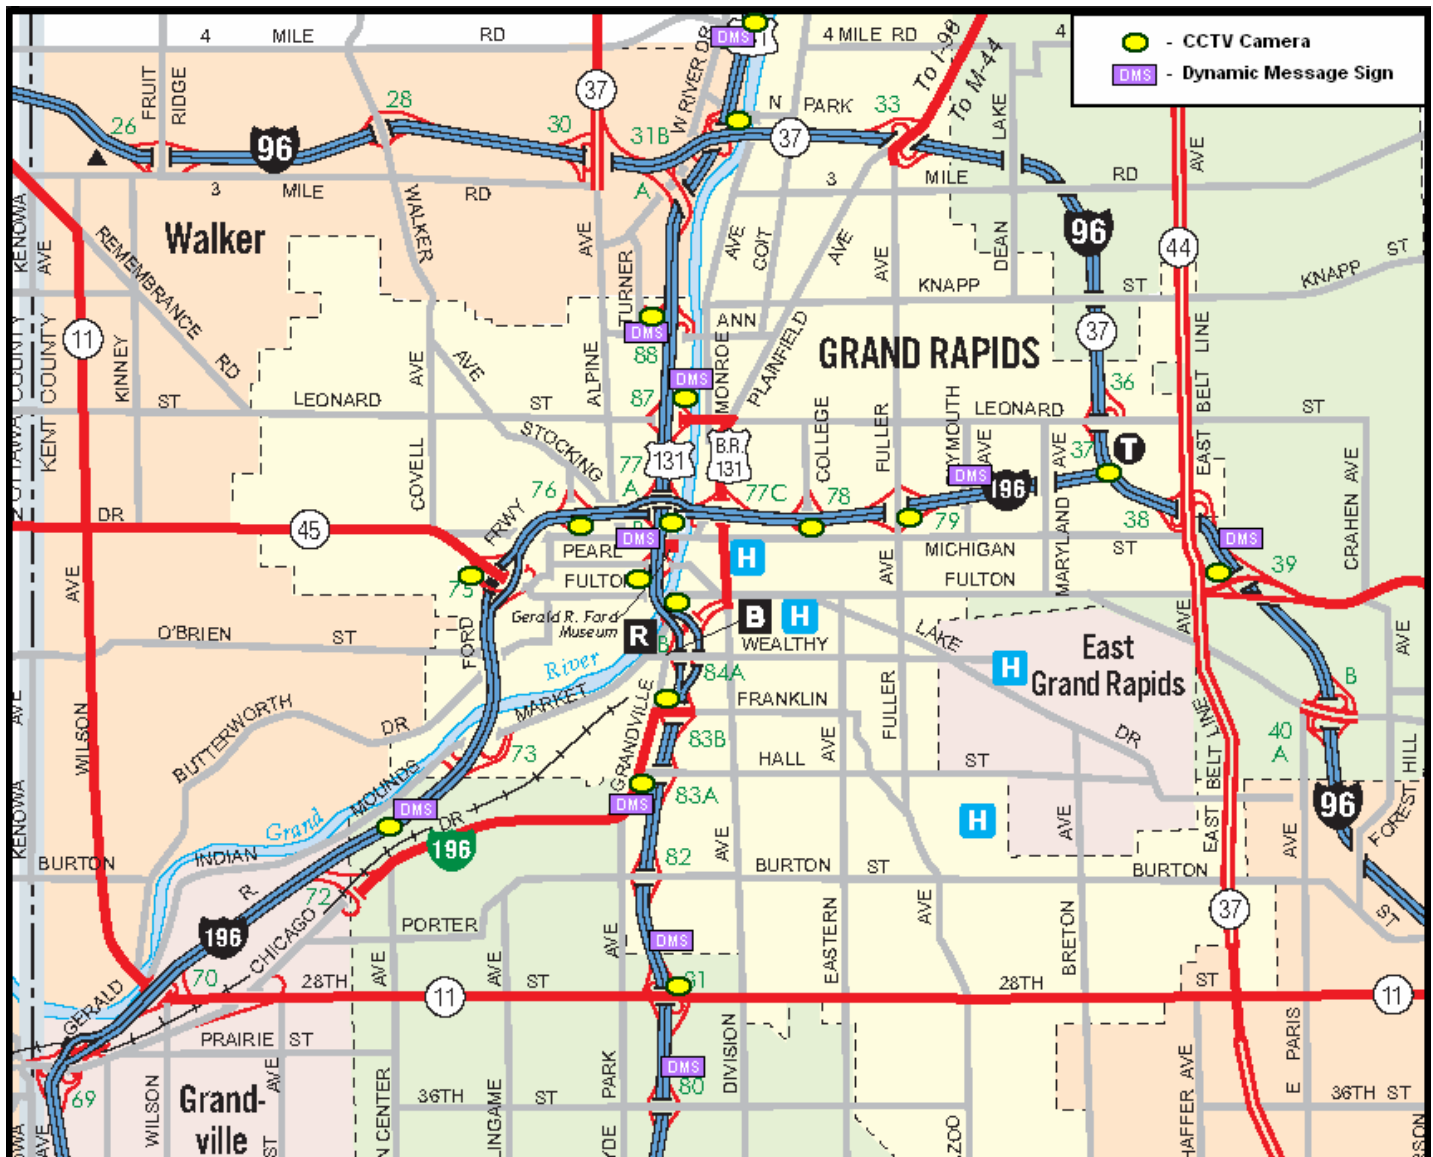 4 MILE RD
4 MILE RD
4
DMS
CCTV Camera
DMS - Dynamic Message Sign
To I-96
To M-44
FRUIT RIDGE
W RIVER DR
N PARK
26
28
30
31B
A
33
37
37
96
3 MILE RD
3 MILE RD
LAKE
AVE
KENOWA AVE
Walker
WALKER
REMEMBRANCE RD
AVE
TURNER
AVE
COIT
AVE
AVE
DEAN
96
44
KNAPP ST
KNAPP ST
11
KINNEY
OTTAWA COUNTY
KENT COUNTY
DMS
88
ANN
MONROE
PLAINFIELD
GRAND RAPIDS
37
EAST BELT LINE
AVE
AVE
ALPINE
DMS
87
36
ST
LEONARD ST
LEONARD
ST
COVELL
STOCKING
131
B.R. 131
COLLEGE
FULLER
PLYMOUTH AVE
AVE
37
T
CRAHEN AVE
77
A
76
77C
78
DMS
196
79
38
DR
45
FRWY
PEARL
DMS
FULTON
MICHIGAN ST
FULTON
MARYLAND
AVE
H
DMS
39
75
AVE
Gerald R. Ford
Museum
R
B
H
WEALTHY
LAKE
O'BRIEN ST
FORD
River
B
84A
H
East
Grand Rapids
AVE
AVE
B
BUTTERWORTH DR
MARKET
GRANDVILLE
FRANKLIN
FULLER
DR
EAST BELT LINE
40
A
WILSON
AVE
73
83B
HALL ST
AVE
HILL
KENOWA
MOUNDS
DMS
DR
DMS
83A
H
AVE
96
FOREST
Grand
INDIAN
196
82
AVE
AVE
BURTON
BURTON ST
BURTON
ST
R
72
196
CHICAGO
PORTER
AVE
EASTERN
AVE
BRETON
37
AVE
AVE
DMS
GERALD
70
28TH ST
11
81
28TH
ST
11
PRAIRIE ST
AVE
WILSON
PARK
DIVISION
DMS
80
E PARIS
69
Grand-
ville
36TH ST
36TH ST